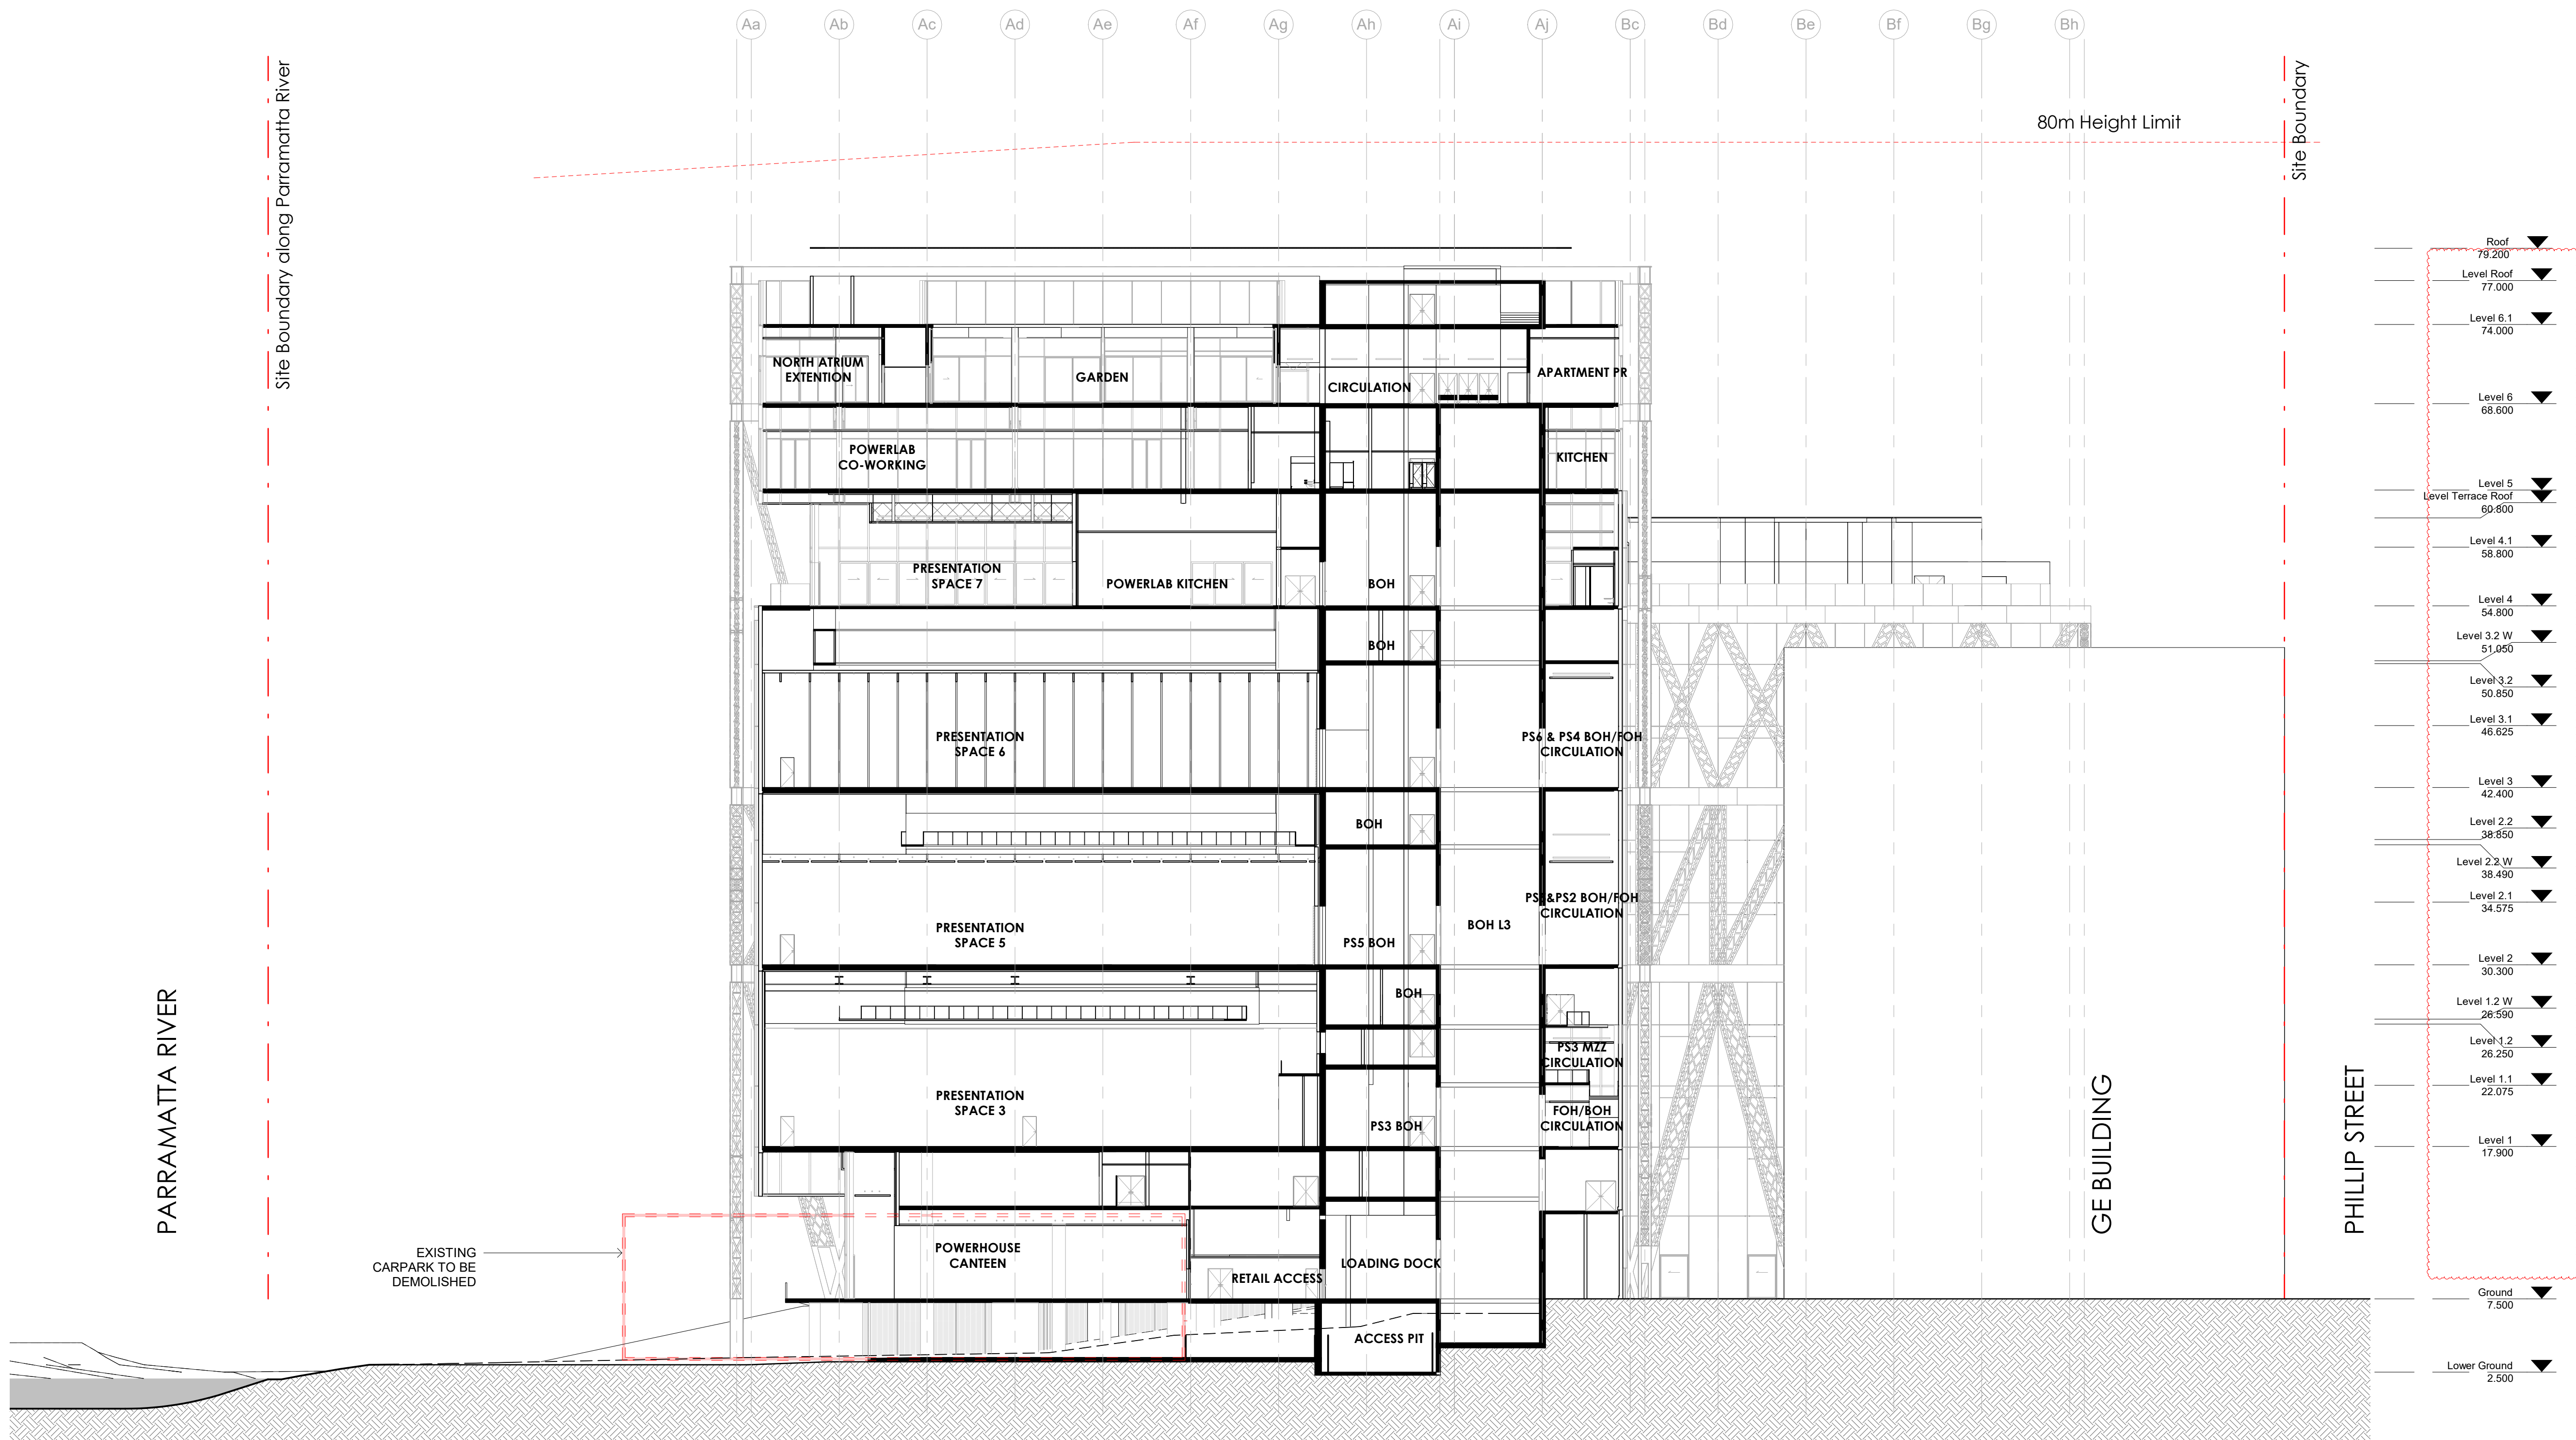 Aa
Ab
Ac
Ad
Ae
Af
Ag
Ah
Ai
Aj
Bc
Bd
Be
Bf
Bg
Bh
Site Boundary along Parramatta River
Site Boundary
80m Height Limit
Roof
79.200
Level Roof
77.000
Level 6.1
74.000
Level 6
68.600
Level 5
Level Terrace Roof
60.800
Level 4.1
58.800
Level 4
54.800
Level 3.2 W
51.050
Level 3.2
50.850
Level 3.1
46.625
Level 3
42.400
Level 2.2
38.850
Level 2.2 W
38.490
Level 2.1
34.575
Level 2
30.300
Level 1.2 W
26.590
Level 1.2
26.250
Level 1.1
22.075
Level 1
17.900
Ground
7.500
Lower Ground
2.500
NORTH ATRIUM
EXTENTION
GARDEN
CIRCULATION
APARTMENT PR
POWERLAB
CO-WORKING
KITCHEN
PRESENTATION
SPACE 7
POWERLAB KITCHEN
BOH
BOH
PRESENTATION
SPACE 6
PS6 & PS4 BOH/FOH
CIRCULATION
BOH
PRESENTATION
SPACE 5
PS5 BOH
BOH L3
&PS2 BOH/FOH
CIRCULATION
BOH
PS3 MZZ
CIRCULATION
PRESENTATION
SPACE 3
PS3 BOH
FOH/BOH
CIRCULATION
POWERHOUSE
CANTEEN
RETAIL ACCESS
LOADING DOCK
ACCESS PIT
EXISTING
CARPARK TO BE
DEMOLISHED
PARRAMATTA RIVER
GE BUILDING
PHILLIP STREET